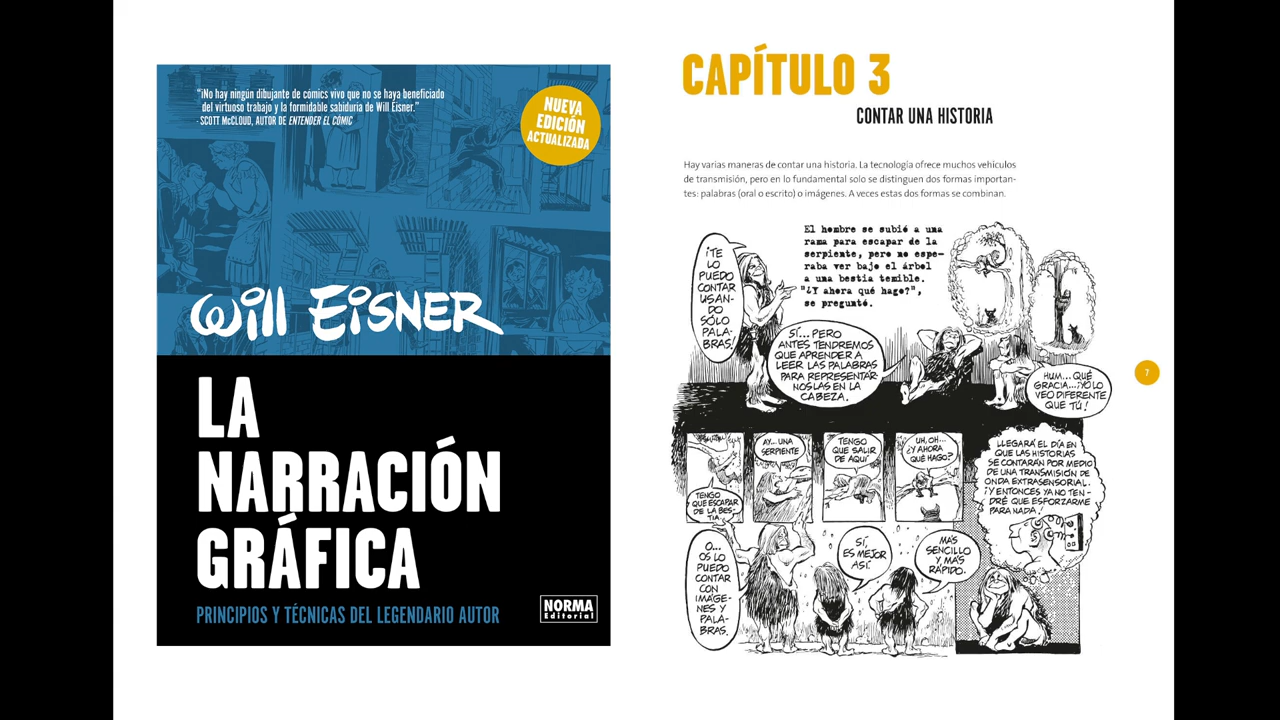 “¡No hay ningún dibujante de cómics vivo que no se haya beneficiado
del virtuoso trabajo y la formidable sabiduría de Will Eisner.”
- SCOTT McCLOUD, AUTOR DE ENTENDER EL CÓMIC
NUEVA
EDICIÓN
ACTUALIZADA
Will EISNER
LA
NARRACIÓN
GRÁFICA
PRINCIPIOS Y TÉCNICAS DEL LEGENDARIO AUTOR
NORMA
Editorial
CAPÍTULO 3
CONTAR UNA HISTORIA
Hay varias maneras de contar una historia. La tecnología ofrece muchos vehículos
de transmisión, pero en lo fundamental solo se distinguen dos formas importan-
tes: palabras (oral o escrito) o imágenes. A veces estas dos formas se combinan.
¡TE
LO
PUEDO
CONTAR
USAN-
DO
SÓLO
PALA-
BRAS!
El hombre se subió a una
rama para escapar de la
serpiente, pero no espe-
raba ver bajo el árbol
a una bestia temible.
"¿Y ahora qué hago?",
se preguntó.
SÍ... PERO
ANTES TENDREMOS
QUE APRENDER A
LEER LAS PALABRAS
PARA REPRESENTÁR-
NOSLAS EN LA
CABEZA.
HUM... QUÉ
GRACIA... ¡YO LO
VEO DIFERENTE
QUE TÚ!
7
TENGO
QUE ESCAPAR
DE LA BES-
TIA.
AY... UNA
SERPIENTE
TENGO
QUE SALIR
DE AQUÍ
UH, OH...
¿Y AHORA
QUÉ HAGO?
LLEGARÁ EL DÍA EN
QUE LAS HISTORIAS
SE CONTARÁN POR MEDIO
DE UNA TRANSMISIÓN DE
ONDA EXTRASENSORIAL.
¡Y ENTONCES YA NO TEN-
DRÉ QUE ESFORZARME
PARA NADA!
O...
OS LO
PUEDO
CONTAR
CON
IMÁGE-
NES Y
PALA-
BRAS.
SÍ,
ES MEJOR
ASÍ.
MÁS
SENCILLO
Y MÁS
RÁPIDO.